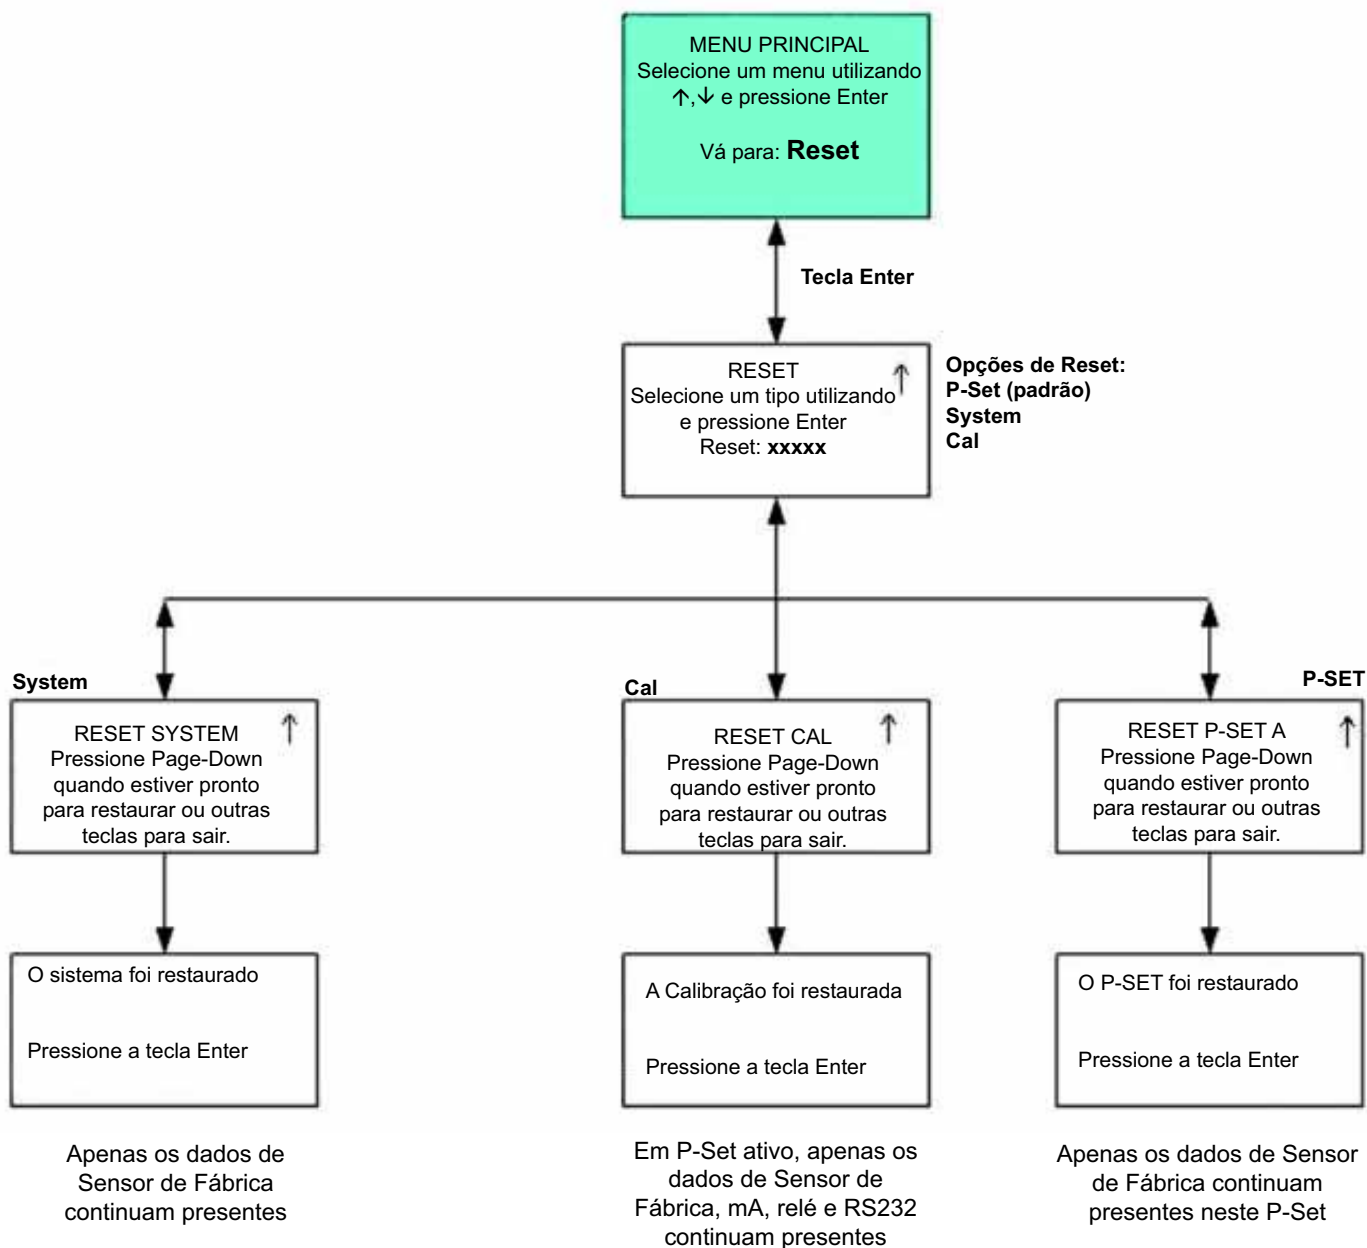 MENU PRINCIPAL
Selecione um menu utilizando
↑,↓ e pressione Enter
Vá para: Reset
Tecla Enter
RESET ↑
Selecione um tipo utilizando
e pressione Enter
Reset: xxxxx
Opções de Reset:
P-Set (padrão)
System
Cal
System
RESET SYSTEM ↑
Pressione Page-Down
quando estiver pronto
para restaurar ou outras
teclas para sair.
O sistema foi restaurado
Pressione a tecla Enter
Apenas os dados de
Sensor de Fábrica
continuam presentes
Cal
RESET CAL ↑
Pressione Page-Down
quando estiver pronto
para restaurar ou outras
teclas para sair.
A Calibração foi restaurada
Pressione a tecla Enter
Em P-Set ativo, apenas os
dados de Sensor de
Fábrica, mA, relé e RS232
continuam presentes
P-SET
RESET P-SET A ↑
Pressione Page-Down
quando estiver pronto
para restaurar ou outras
teclas para sair.
O P-SET foi restaurado
Pressione a tecla Enter
Apenas os dados de Sensor
de Fábrica continuam
presentes neste P-Set